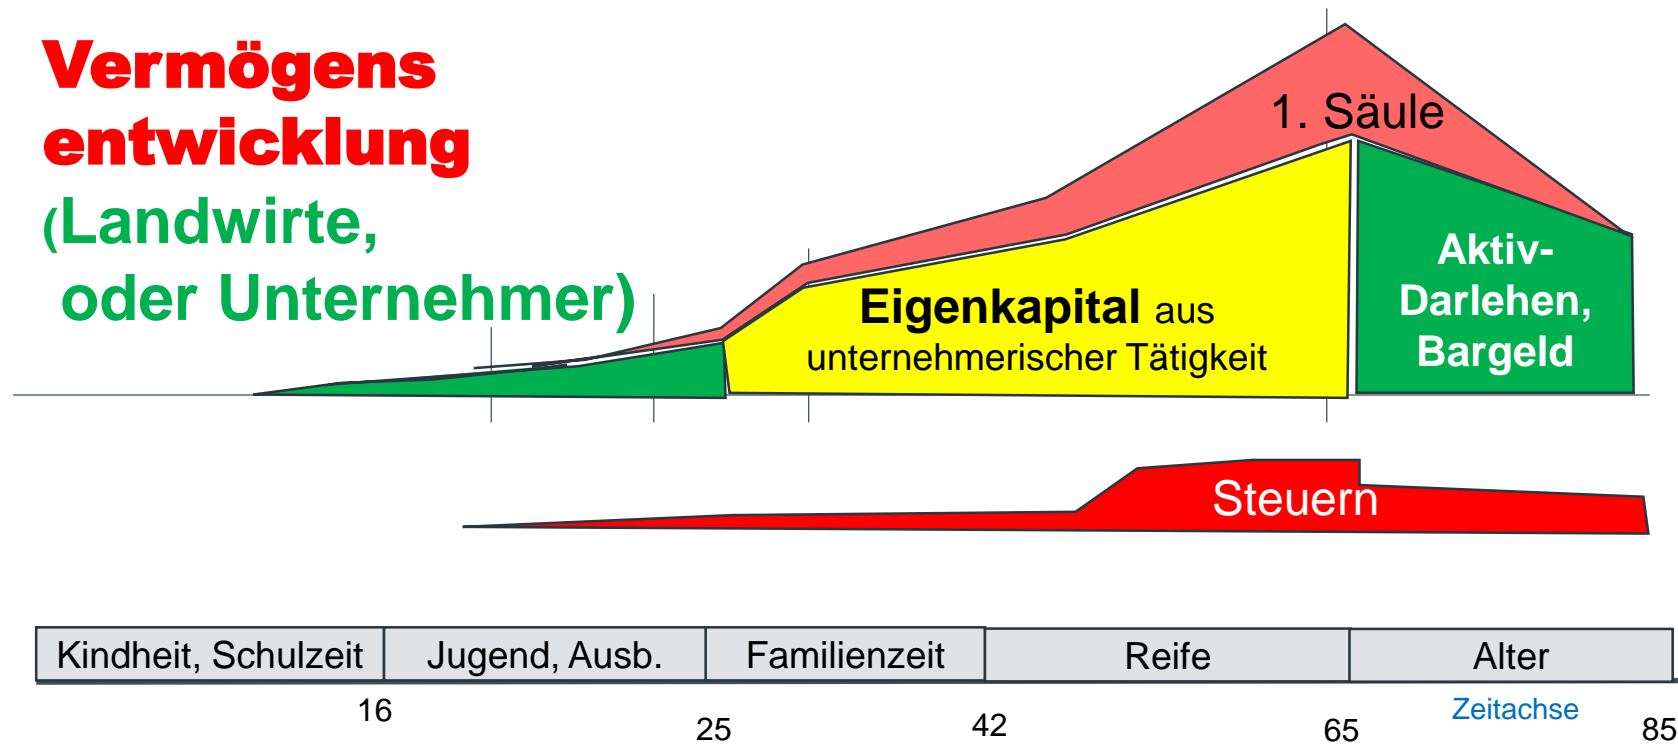 Vermögens
entwicklung
(Landwirte,
oder Unternehmer)
1. Säule
Eigenkapital aus
unternehmerischer Tätigkeit
Aktiv-
Darlehen,
Bargeld
Steuern
Kindheit, Schulzeit
Jugend, Ausb.
Familienzeit
Reife
Alter
16
25
42
65
Zeitachse
85